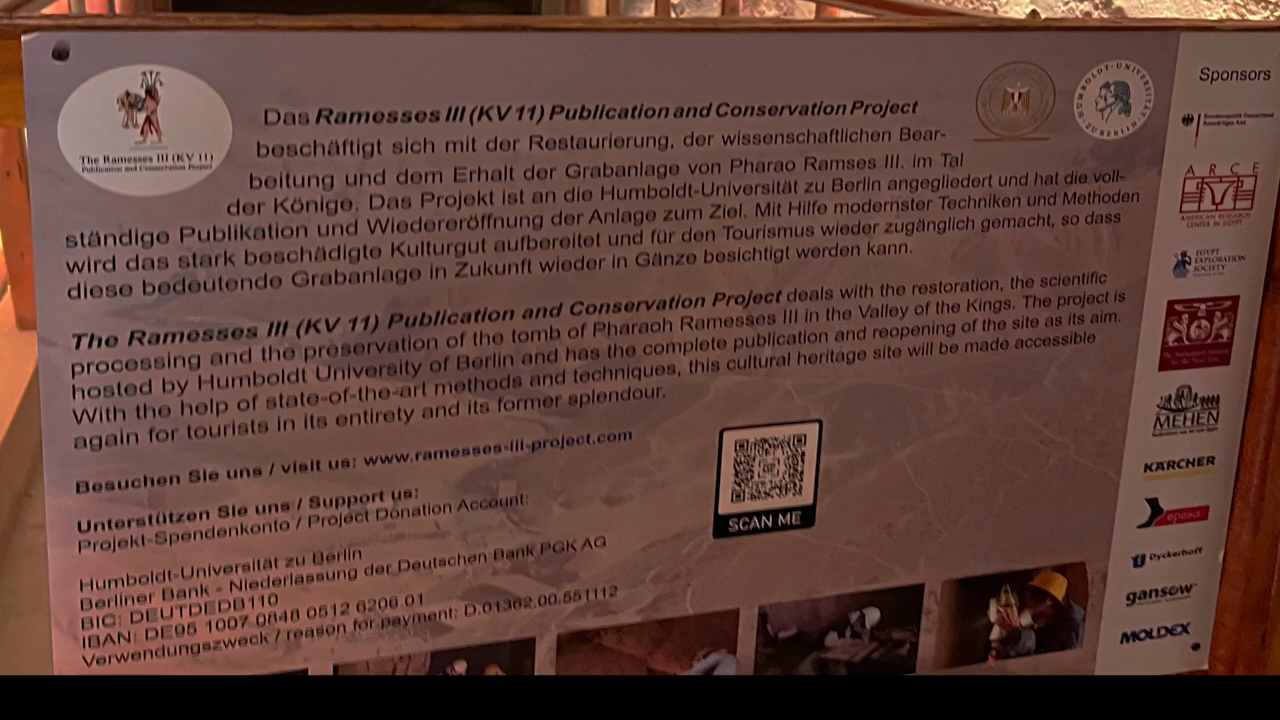 The Ramesses III (KV 11)
Publication and Conservation Project
Das Ramesses III (KV 11) Publication and Conservation Project
beschäftigt sich mit der Restaurierung, der wissenschaftlichen Bear-
beitung und dem Erhalt der Grabanlage von Pharao Ramses III. im Tal
der Könige. Das Projekt ist an die Humboldt-Universität zu Berlin angegliedert und hat die voll-
ständige Publikation und Wiedereröffnung der Anlage zum Ziel. Mit Hilfe modernster Techniken und Methoden
wird das stark beschädigte Kulturgut aufbereitet und für den Tourismus wieder zugänglich gemacht, so dass
diese bedeutende Grabanlage in Zukunft wieder in Gänze besichtigt werden kann.
The Ramesses III (KV 11) Publication and Conservation Project deals with the restoration, the scientific
processing and the preservation of the tomb of Pharaoh Ramesses III in the Valley of the Kings. The project is
hosted by Humboldt University of Berlin and has the complete publication and reopening of the site as its aim.
With the help of state-of-the-art methods and techniques, this cultural heritage site will be made accessible
again for tourists in its entirety and its former splendour.
Besuchen Sie uns / visit us: www.ramesses-iii-project.com
Unterstützen Sie uns / Support us:
Projekt-Spendenkonto / Project Donation Account:
Humboldt-Universität zu Berlin
Berliner Bank - Niederlassung der Deutschen Bank PGK AG
BIC: DEUTDEDB110
IBAN: DE95 1007 0848 0512 6206 01
Verwendungszweck / reason for payment: D.01362.00.551112
SCAN ME
HUMBOLDT-UNIVERSITÄT ZU BERLIN
Sponsors
Bundesrepublik Deutschland
Auswärtiges Amt
ARCE
AMERICAN RESEARCH
CENTER IN EGYPT
EGYPT
EXPLORATION
SOCIETY
MEHEN
KÄRCHER
eposa
Dyckerhoff
gansow
MOLDEX